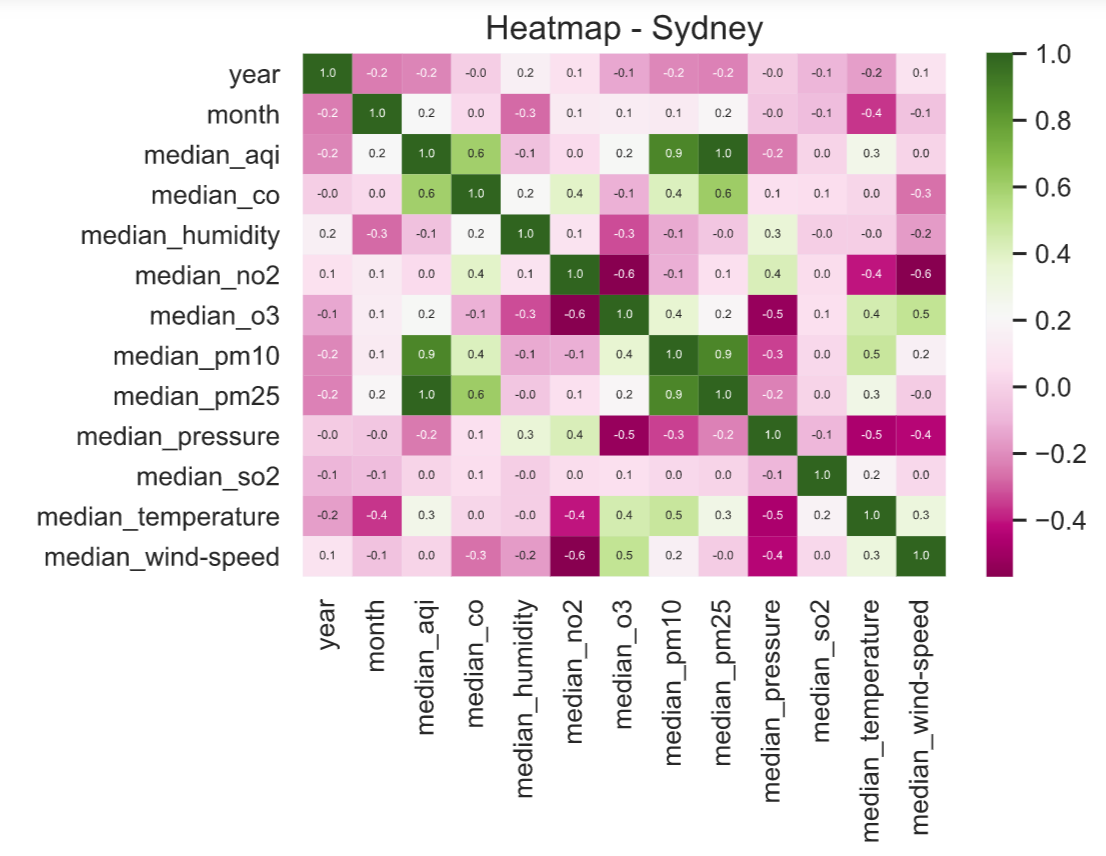 Heatmap - Sydney
year 1.0 -0.2 -0.2 -0.0 0.2 0.1 -0.1 -0.2 -0.2 -0.0 -0.1 -0.2 0.1
month -0.2 1.0 0.2 0.0 -0.3 0.1 0.1 0.1 0.2 -0.0 -0.1 -0.4 -0.1
median_aqi -0.2 0.2 1.0 0.6 -0.1 0.0 0.2 0.9 1.0 -0.2 0.0 0.3 0.0
median_co -0.0 0.0 0.6 1.0 0.2 0.4 -0.1 0.4 0.6 0.1 0.1 0.0 -0.3
median_humidity 0.2 -0.3 -0.1 0.2 1.0 0.1 -0.3 -0.1 -0.0 0.3 -0.0 -0.0 -0.2
median_no2 0.1 0.1 0.0 0.4 0.1 1.0 -0.6 -0.1 0.1 0.4 0.0 -0.4 -0.6
median_o3 -0.1 0.1 0.2 -0.1 -0.3 -0.6 1.0 0.4 0.2 -0.5 0.1 0.4 0.5
median_pm10 -0.2 0.1 0.9 0.4 -0.1 -0.1 0.4 1.0 0.9 -0.3 0.0 0.5 0.2
median_pm25 -0.2 0.2 1.0 0.6 -0.0 0.1 0.2 0.9 1.0 -0.2 0.0 0.3 -0.0
median_pressure -0.0 -0.0 -0.2 0.1 0.3 0.4 -0.5 -0.3 -0.2 1.0 -0.1 -0.5 -0.4
median_so2 -0.1 -0.1 0.0 0.1 -0.0 0.0 0.1 0.0 0.0 -0.1 1.0 0.2 0.0
median_temperature -0.2 -0.4 0.3 0.0 -0.0 -0.4 0.4 0.5 0.3 -0.5 0.2 1.0 0.3
median_wind-speed 0.1 -0.1 0.0 -0.3 -0.2 -0.6 0.5 0.2 -0.0 -0.4 0.0 0.3 1.0
year
month
median_aqi
median_co
median_humidity
median_no2
median_o3
median_pm10
median_pm25
median_pressure
median_so2
median_temperature
median_wind-speed
1.0
0.8
0.6
0.4
0.2
0.0
−0.2
−0.4